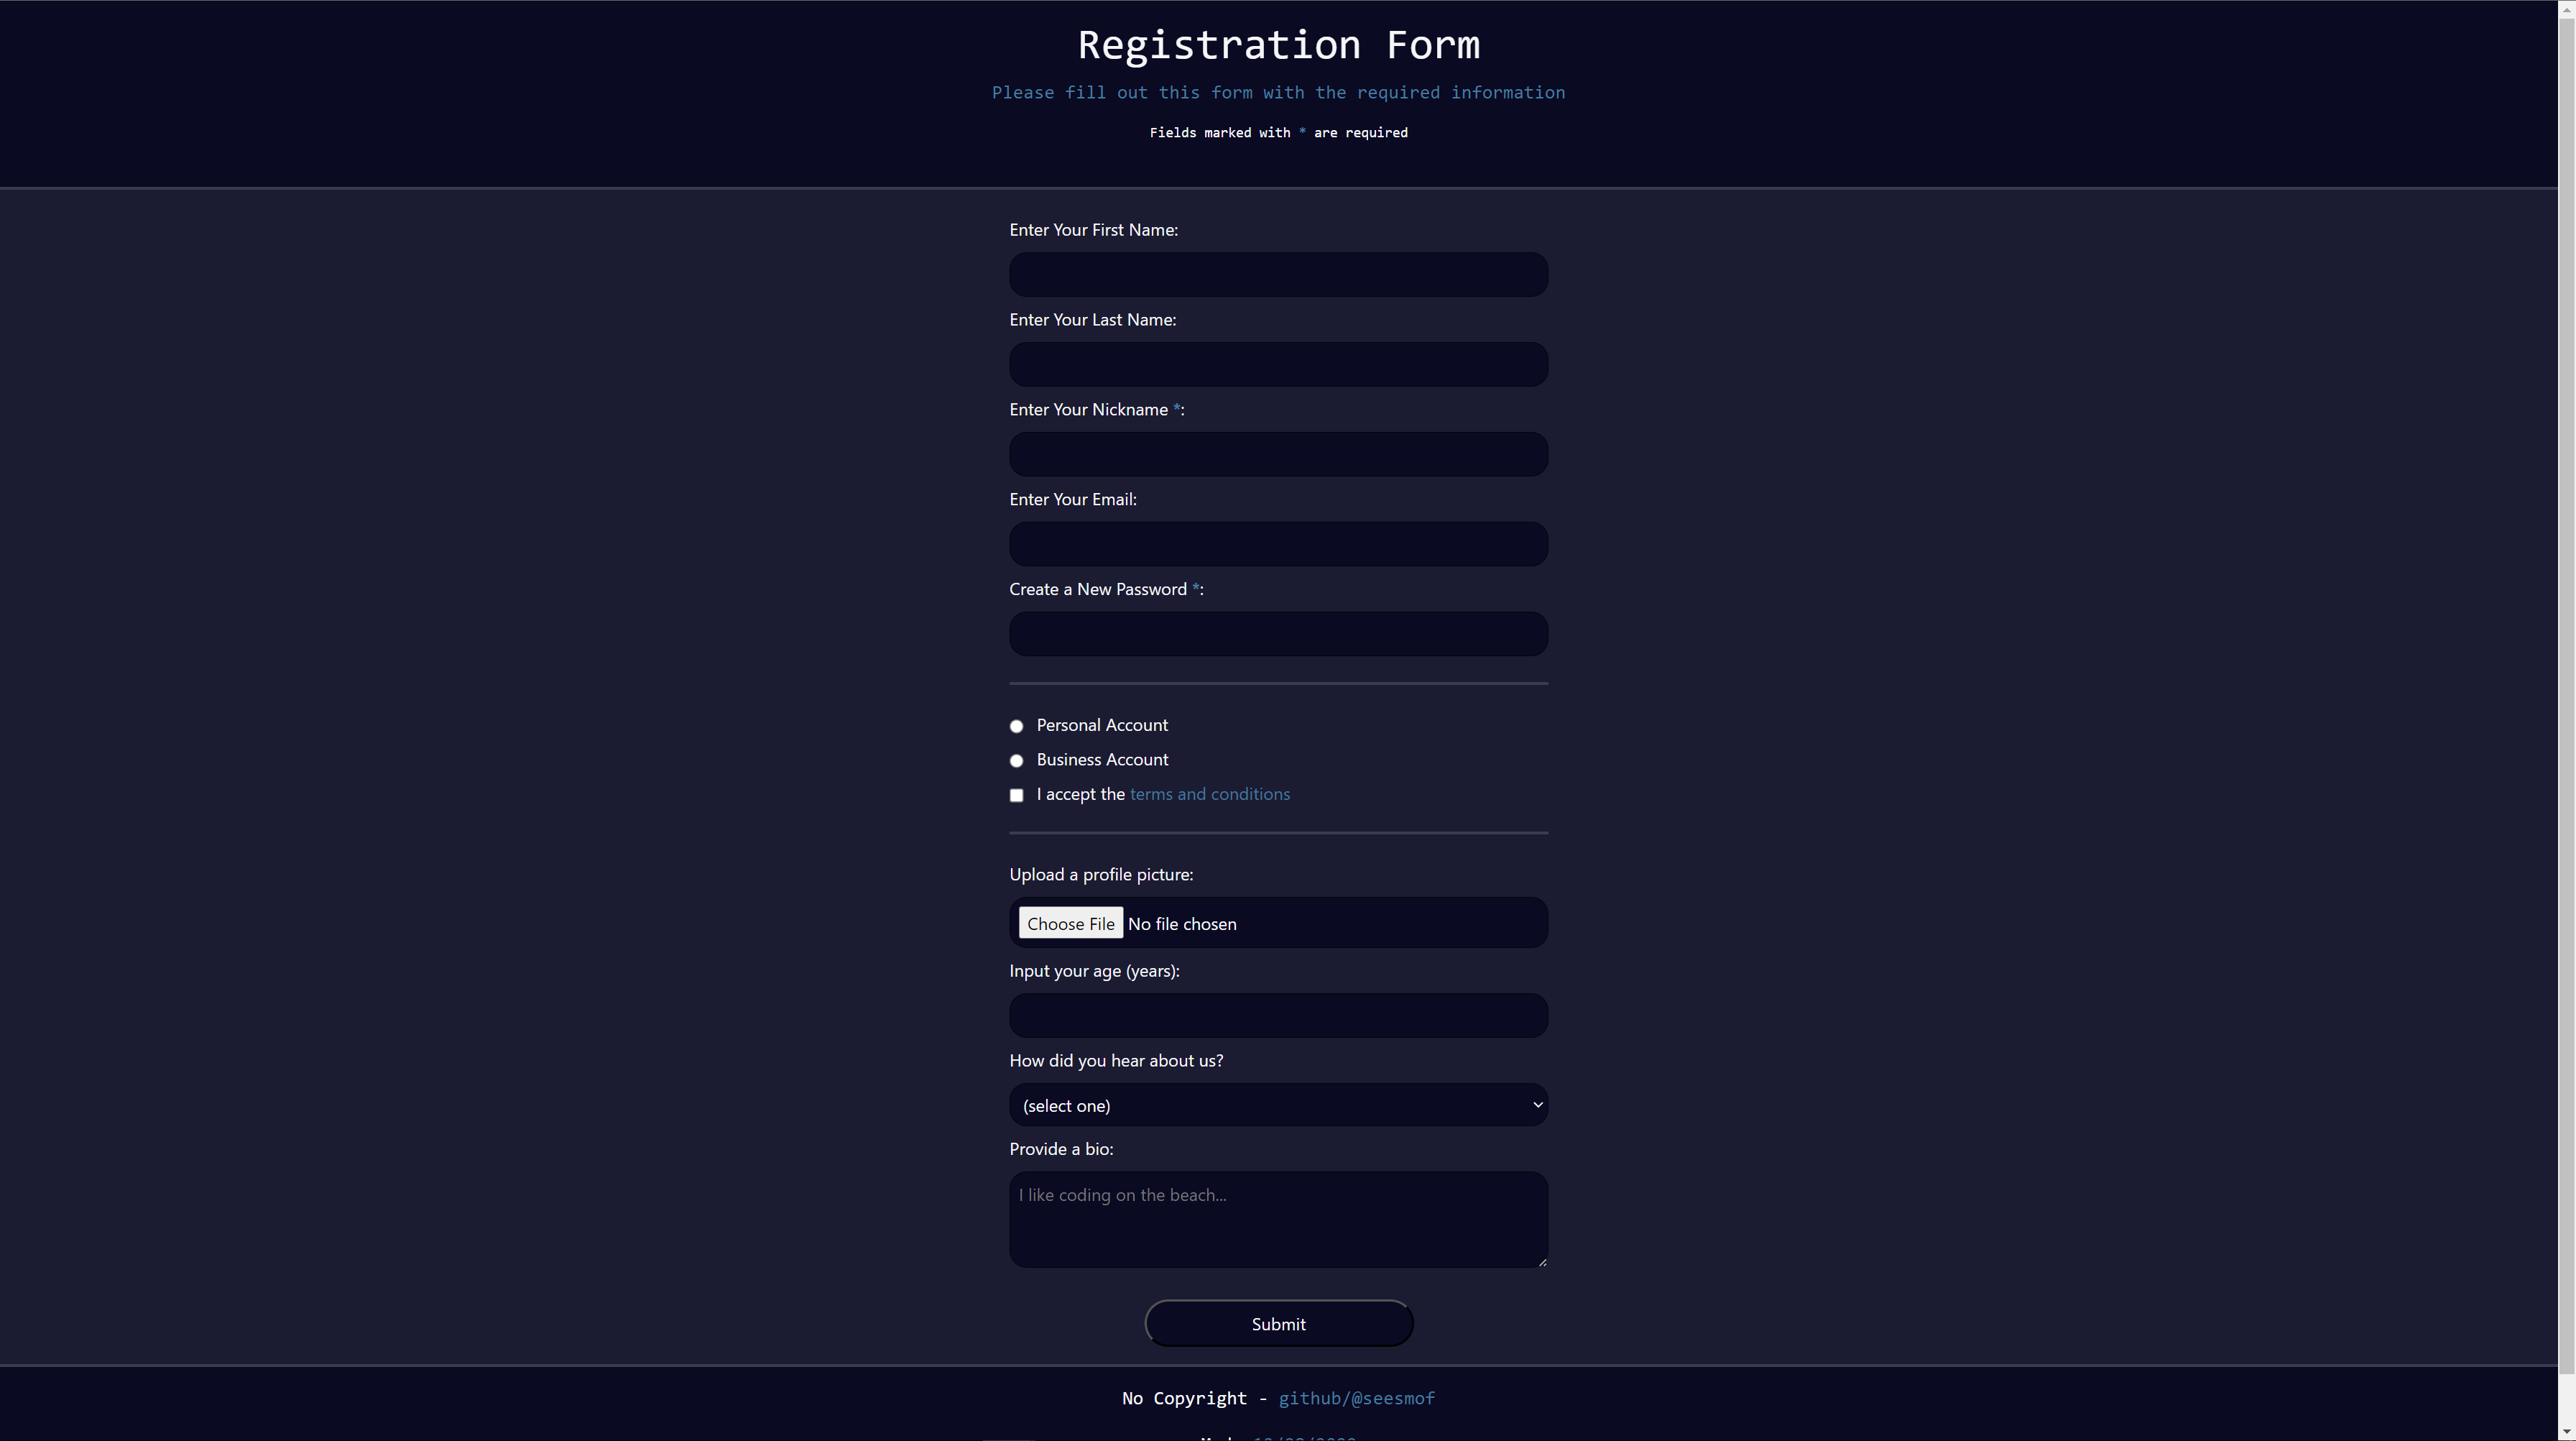 Registration Form
Please fill out this form with the required information
Fields marked with * are required
Enter Your First Name:
Enter Your Last Name:
Enter Your Nickname *:
Enter Your Email:
Create a New Password *:
Personal Account
Business Account
I accept the terms and conditions
Upload a profile picture:
Choose File No file chosen
Input your age (years):
How did you hear about us?
(select one)
Provide a bio:
I like coding on the beach...
Submit
No Copyright - github/@seesmof